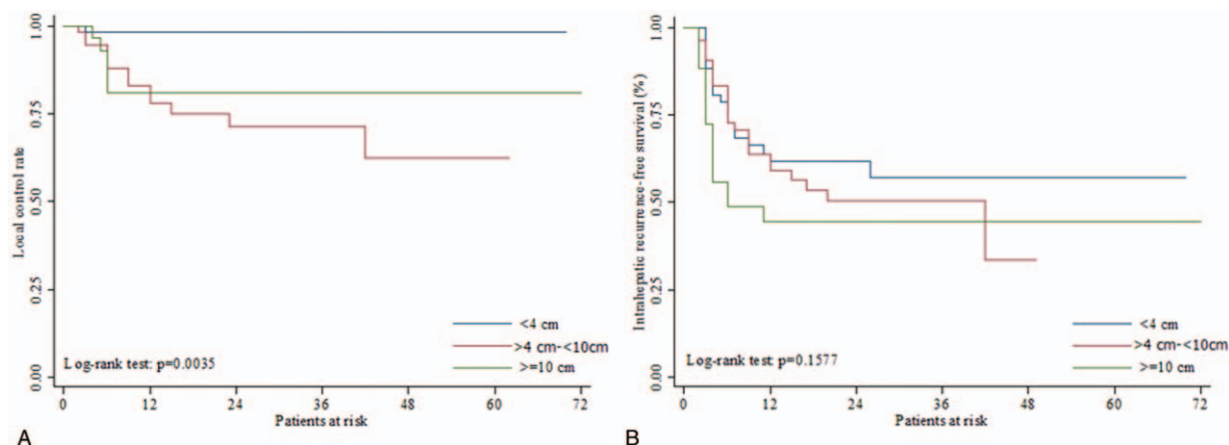 Local control rate
1.00
0.75
0.50
0.25
0.00
<4 cm
>4 cm-<10cm
>=10 cm
Log-rank test: p=0.0035
0 12 24 36 48 60 72
Patients at risk
A
Intrahepatic recurrence-free survival (%)
1.00
0.75
0.50
0.25
0.00
<4 cm
>4 cm-<10cm
>=10 cm
Log-rank test: p=0.1577
0 12 24 36 48 60 72
Patients at risk
B